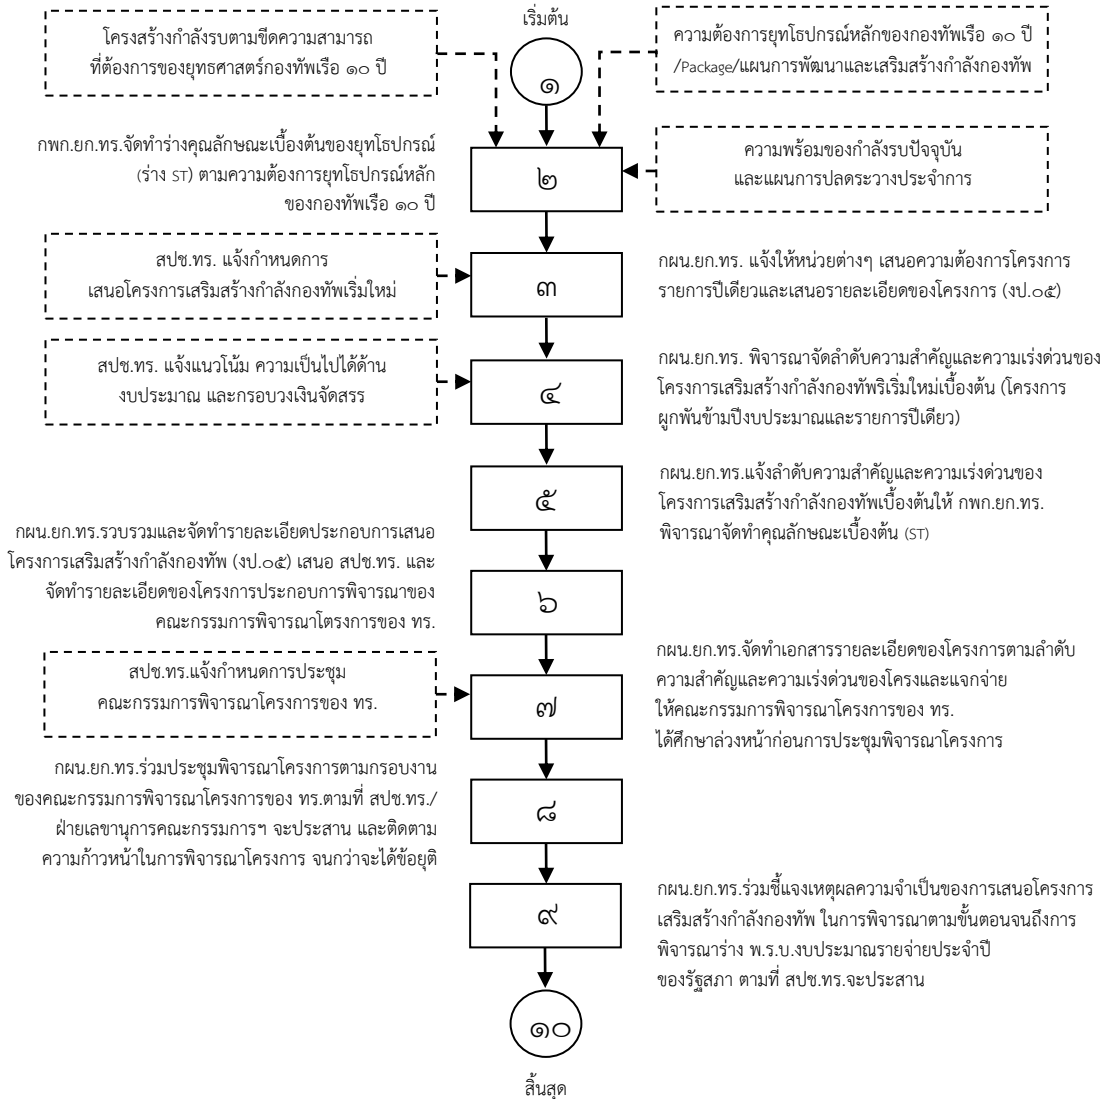 เริ่มต้น
โครงสร้างกำลังรบตามขีดความสามารถ
ที่ต้องการของยุทธศาสตร์กองทัพเรือ ๑๐ ปี
๑
ความต้องการยุทโธปกรณ์หลักของกองทัพเรือ ๑๐ ปี
/Package/แผนการพัฒนาและเสริมสร้างกำลังกองทัพ
กพก.ยก.ทร.จัดทำร่างคุณลักษณะเบื้องต้นของยุทโธปกรณ์
(ร่าง ST) ตามความต้องการยุทโธปกรณ์หลัก
ของกองทัพเรือ ๑๐ ปี
๒
ความพร้อมของกำลังรบปัจจุบัน
และแผนการปลดระวางประจำการ
สปช.ทร. แจ้งกำหนดการ
เสนอโครงการเสริมสร้างกำลังกองทัพเริ่มใหม่
๓
กผน.ยก.ทร. แจ้งให้หน่วยต่างๆ เสนอความต้องการโครงการ
รายการปีเดียวและเสนอรายละเอียดของโครงการ (งป.๐๕)
สปช.ทร. แจ้งแนวโน้ม ความเป็นไปได้ด้าน
งบประมาณ และกรอบวงเงินจัดสรร
๔
กผน.ยก.ทร. พิจารณาจัดลำดับความสำคัญและความเร่งด่วนของ
โครงการเสริมสร้างกำลังกองทัพริเริ่มใหม่เบื้องต้น (โครงการ
ผูกพันข้ามปีงบประมาณและรายการปีเดียว)
๕
กผน.ยก.ทร.แจ้งลำดับความสำคัญและความเร่งด่วนของ
โครงการเสริมสร้างกำลังกองทัพเบื้องต้นให้ กพก.ยก.ทร.
พิจารณาจัดทำคุณลักษณะเบื้องต้น (ST)
กผน.ยก.ทร.รวบรวมและจัดทำรายละเอียดประกอบการเสนอ
โครงการเสริมสร้างกำลังกองทัพ (งป.๐๕) เสนอ สปช.ทร. และ
จัดทำรายละเอียดของโครงการประกอบการพิจารณาของ
คณะกรรมการพิจารณาโตรงการของ ทร.
๖
สปช.ทร.แจ้งกำหนดการประชุม
คณะกรรมการพิจารณาโครงการของ ทร.
๗
กผน.ยก.ทร.จัดทำเอกสารรายละเอียดของโครงการตามลำดับ
ความสำคัญและความเร่งด่วนของโครงและแจกจ่าย
ให้คณะกรรมการพิจารณาโครงการของ ทร.
ได้ศึกษาล่วงหน้าก่อนการประชุมพิจารณาโครงการ
กผน.ยก.ทร.ร่วมประชุมพิจารณาโครงการตามกรอบงาน
ของคณะกรรมการพิจารณาโครงการของ ทร.ตามที่ สปช.ทร./
ฝ่ายเลขานุการคณะกรรมการฯ จะประสาน และติดตาม
ความก้าวหน้าในการพิจารณาโครงการ จนกว่าจะได้ข้อยุติ
๘
๙
กผน.ยก.ทร.ร่วมชี้แจงเหตุผลความจำเป็นของการเสนอโครงการ
เสริมสร้างกำลังกองทัพ ในการพิจารณาตามขั้นตอนจนถึงการ
พิจารณาร่าง พ.ร.บ.งบประมาณรายจ่ายประจำปี
ของรัฐสภา ตามที่ สปช.ทร.จะประสาน
๑๐
สิ้นสุด